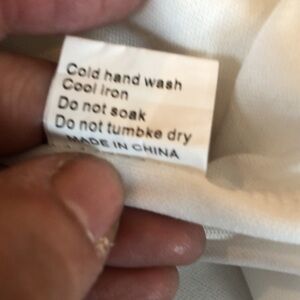 Cold hand wash
Cool iron
Do not soak
Do not tumbke dry
MADE IN CHINA